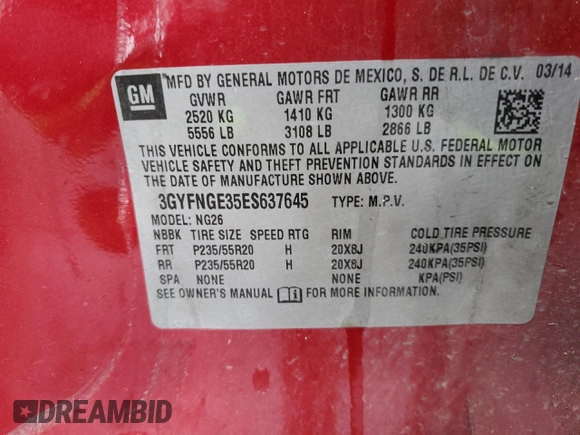 GM
MFD BY GENERAL MOTORS DE MEXICO, S. DE R.L. DE C.V. 03/14
GVWR GAWR FRT GAWR RR
2520 KG 1410 KG 1300 KG
5556 LB 3108 LB 2866 LB
THIS VEHICLE CONFORMS TO ALL APPLICABLE U.S. FEDERAL MOTOR
VEHICLE SAFETY AND THEFT PREVENTION STANDARDS IN EFFECT ON
THE DATE OF MANUFACTURE SHOWN ABOVE.
3GYFNGE35ES637645 TYPE: M.P.V.
MODEL: NG26
NBBK TIRE SIZE SPEED RTG RIM COLD TIRE PRESSURE
FRT P235/55R20 H 20X8J 240KPA(35PSI)
RR P235/55R20 H 20X8J 240KPA(35PSI)
SPA NONE NONE KPA(PSI)
SEE OWNER'S MANUAL FOR MORE INFORMATION.
DREAMBID